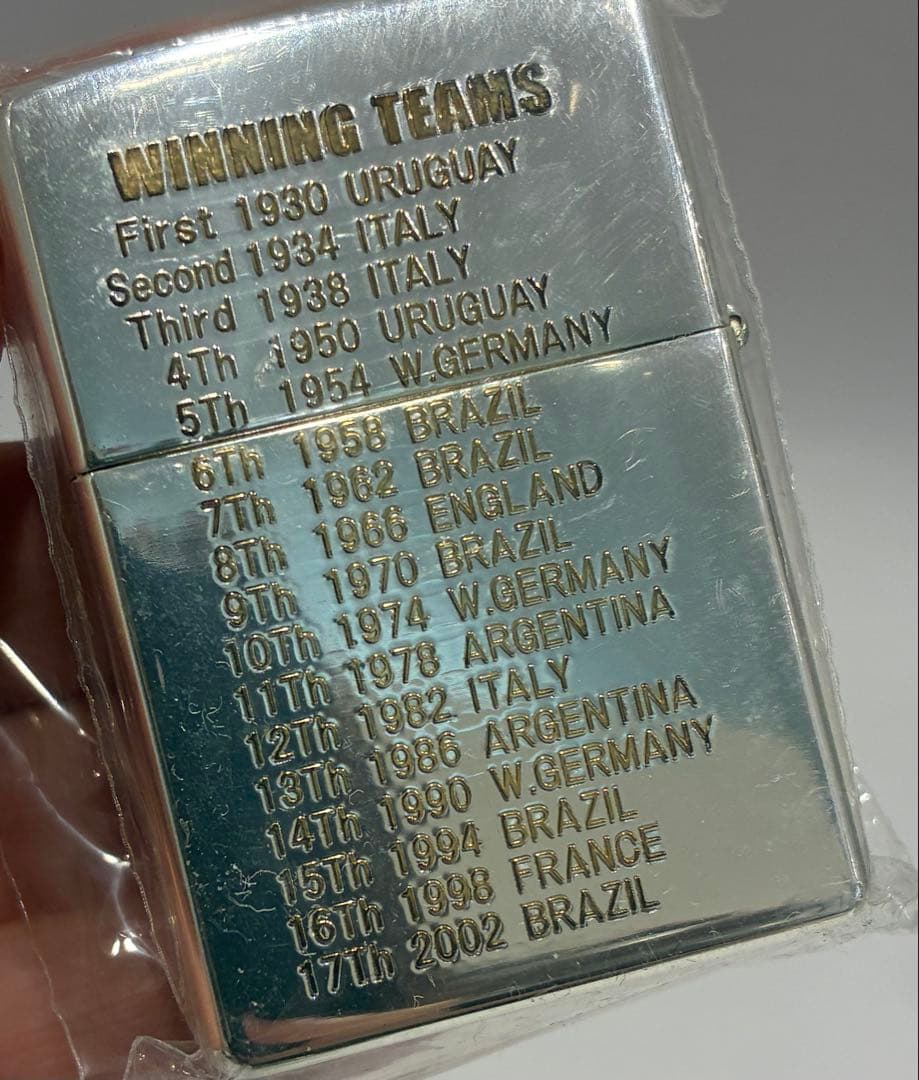 WINNING TEAMS
First 1930 URUGUAY
Second 1934 ITALY
Third 1938 ITALY
4Th 1950 URUGUAY
5Th 1954 W.GERMANY
6Th 1958 BRAZIL
7Th 1962 BRAZIL
8Th 1966 ENGLAND
9Th 1970 BRAZIL
10Th 1974 W.GERMANY
11Th 1978 ARGENTINA
12Th 1982 ITALY
13Th 1986 ARGENTINA
14Th 1990 W.GERMANY
15Th 1994 BRAZIL
16Th 1998 FRANCE
17Th 2002 BRAZIL